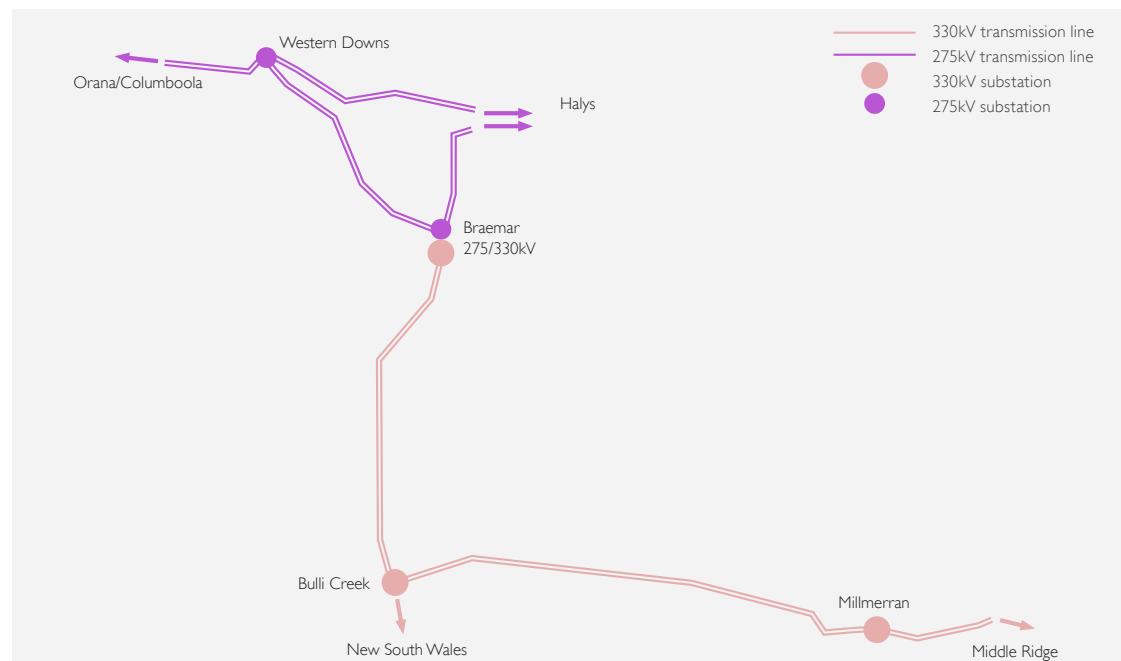 330kV transmission line
275kV transmission line
330kV substation
275kV substation
Western Downs
Orana/Columboola
Halys
Braemar
275/330kV
Bulli Creek
Millmerran
New South Wales
Middle Ridge